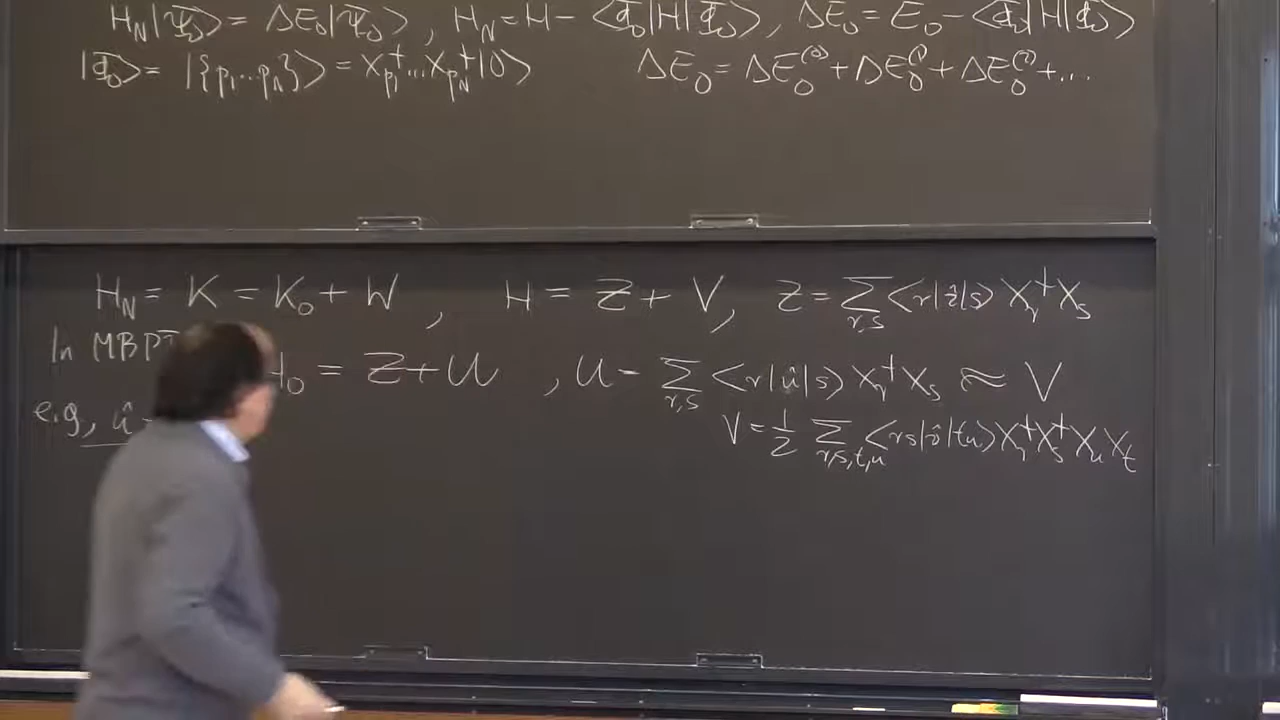 H_N|Ψ_0⟩ = ΔE_0|Ψ_0⟩ , H_N = H − ⟨Φ_0|H|Φ_0⟩, ΔE_0 = E_0 − ⟨Φ_0|H|Φ_0⟩
|Φ_0⟩ = |{p_1...p_N}⟩ = X_{p_1}^† ... X_{p_N}^†|0⟩ ΔE_0 = ΔE_0^{(0)} + ΔE_0^{(1)} + ΔE_0^{(2)} + ...
H_N = K = K_0 + W , H = Z + V, Z = Σ_{r,s} ⟨r|ẑ|s⟩ X_r^† X_s
In MBPT H_0 = Z + U , U = Σ_{r,s} ⟨r|û|s⟩ X_r^† X_s ≈ V
e.g., û
V = 1/2 Σ_{r,s,t,u} ⟨rs|v̂|tu⟩ X_r^† X_s^† X_u X_t